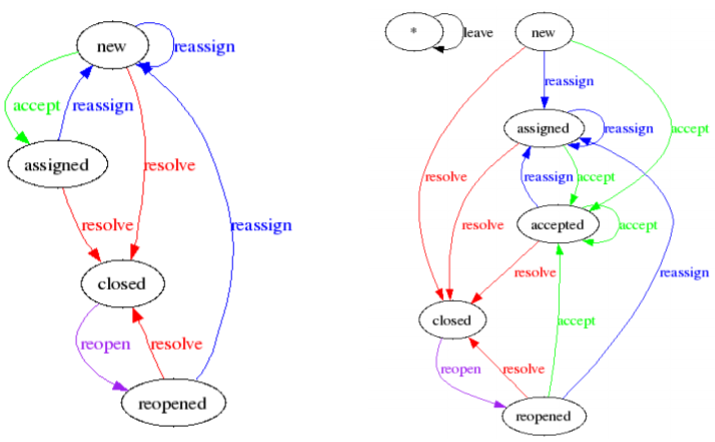 new
reassign
accept
reassign
assigned
resolve
resolve
closed
reassign
reopen
resolve
reopened
*
leave
new
reassign
assigned
reassign
accept
resolve
reassign
accept
resolve
accepted
accept
resolve
reassign
closed
accept
reopen
resolve
reopened